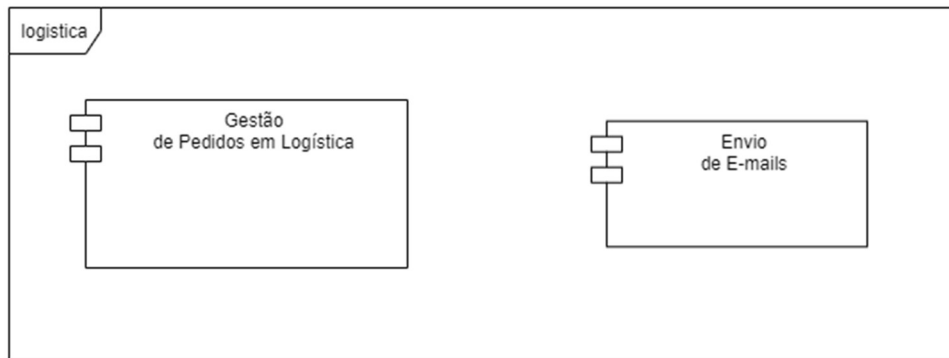 logistica
Gestão
de Pedidos em Logística
Envio
de E-mails